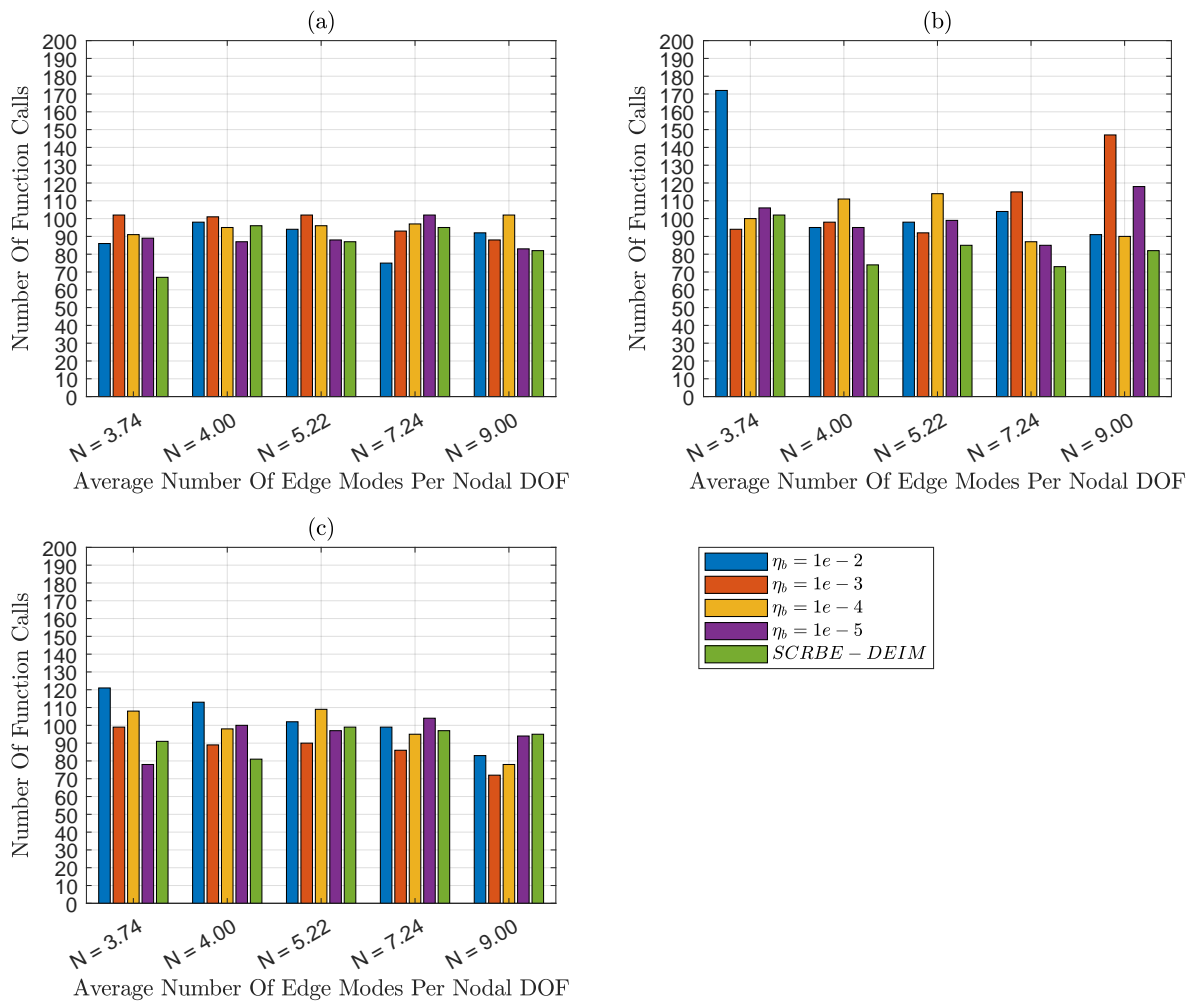 (a)
Number Of Function Calls
200
190
180
170
160
150
140
130
120
110
100
90
80
70
60
50
40
30
20
10
0
N = 3.74
N = 4.00
N = 5.22
N = 7.24
N = 9.00
Average Number Of Edge Modes Per Nodal DOF
(b)
Number Of Function Calls
200
190
180
170
160
150
140
130
120
110
100
90
80
70
60
50
40
30
20
10
0
N = 3.74
N = 4.00
N = 5.22
N = 7.24
N = 9.00
Average Number Of Edge Modes Per Nodal DOF
(c)
Number Of Function Calls
200
190
180
170
160
150
140
130
120
110
100
90
80
70
60
50
40
30
20
10
0
N = 3.74
N = 4.00
N = 5.22
N = 7.24
N = 9.00
Average Number Of Edge Modes Per Nodal DOF
η_b = 1e − 2
η_b = 1e − 3
η_b = 1e − 4
η_b = 1e − 5
SCRBE − DEIM